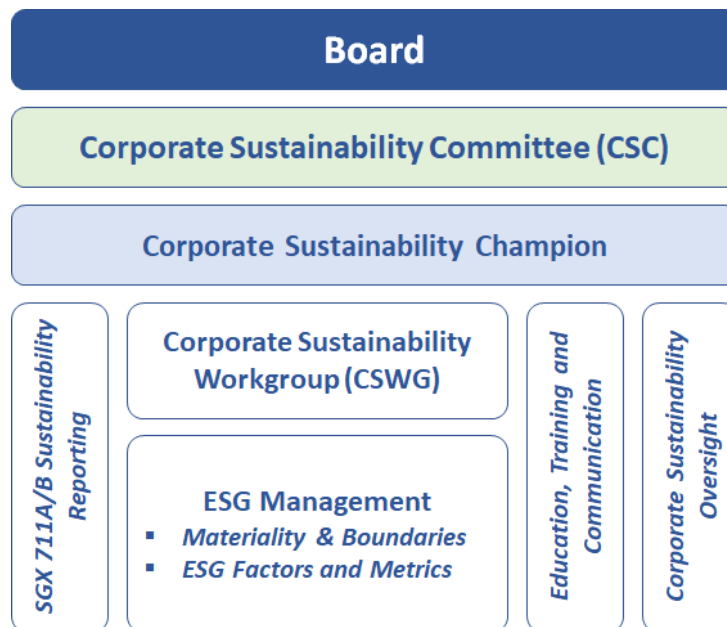 Board
Corporate Sustainability Committee (CSC)
Corporate Sustainability Champion
SGX 711A/B Sustainability
Reporting
Corporate Sustainability
Workgroup (CSWG)
ESG Management
▪ Materiality & Boundaries
▪ ESG Factors and Metrics
Education, Training and
Communication
Corporate Sustainability
Oversight